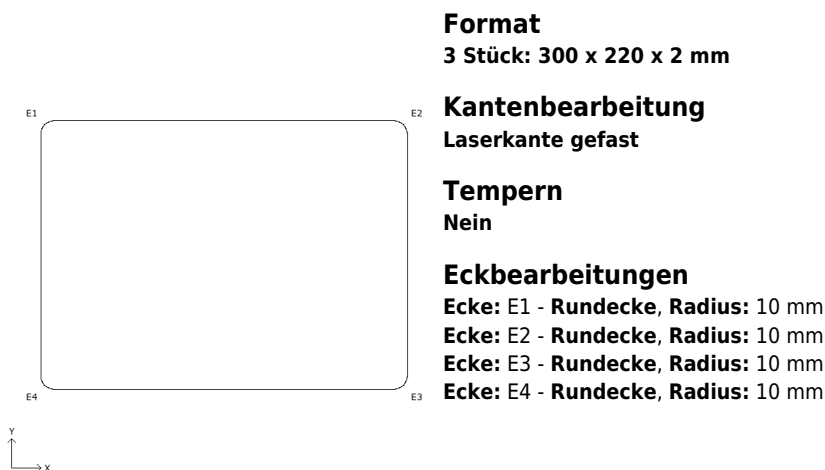 Format
3 Stück: 300 x 220 x 2 mm
E1
E2
Kantenbearbeitung
Laserkante gefast
Tempern
Nein
Eckbearbeitungen
Ecke: E1 - Rundecke, Radius: 10 mm
Ecke: E2 - Rundecke, Radius: 10 mm
Ecke: E3 - Rundecke, Radius: 10 mm
Ecke: E4 - Rundecke, Radius: 10 mm
E4
E3
Y
X